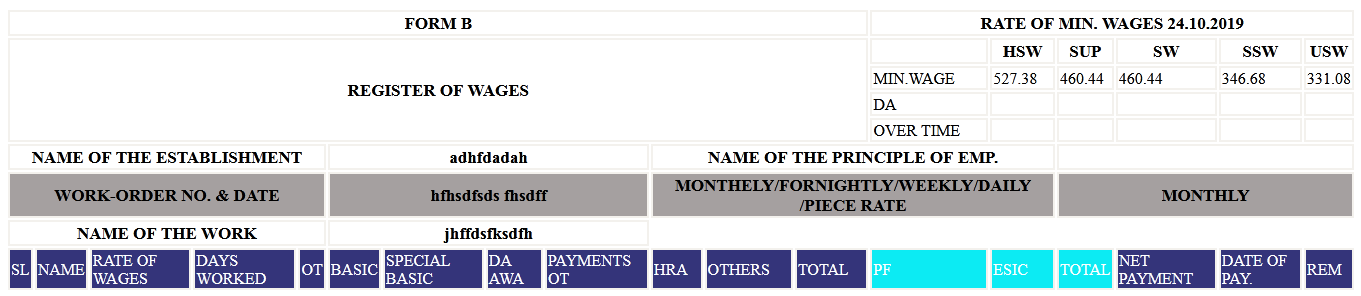 FORM B
RATE OF MIN. WAGES 24.10.2019
HSW SUP SW SSW USW
REGISTER OF WAGES
MIN.WAGE 527.38 460.44 460.44 346.68 331.08
DA
OVER TIME
NAME OF THE ESTABLISHMENT adhfdadah NAME OF THE PRINCIPLE OF EMP.
WORK-ORDER NO. & DATE hfhsdfsds fhsdff MONTHELY/FORNIGHTLY/WEEKLY/DAILY
/PIECE RATE
MONTHLY
NAME OF THE WORK jhffdsfksdfh
SL NAME RATE OF
WAGES
DAYS
WORKED
OT BASIC SPECIAL
BASIC
DA
AWA
PAYMENTS
OT
HRA OTHERS TOTAL PF ESIC TOTAL NET
PAYMENT
DATE OF
PAY.
REM